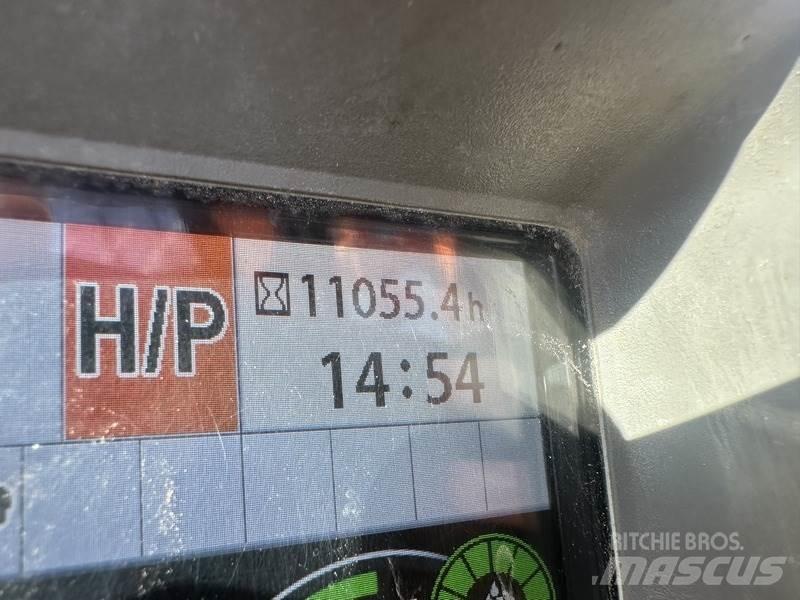 H/P
11055.4h
14:54
RITCHIE BROS.
MASCUS